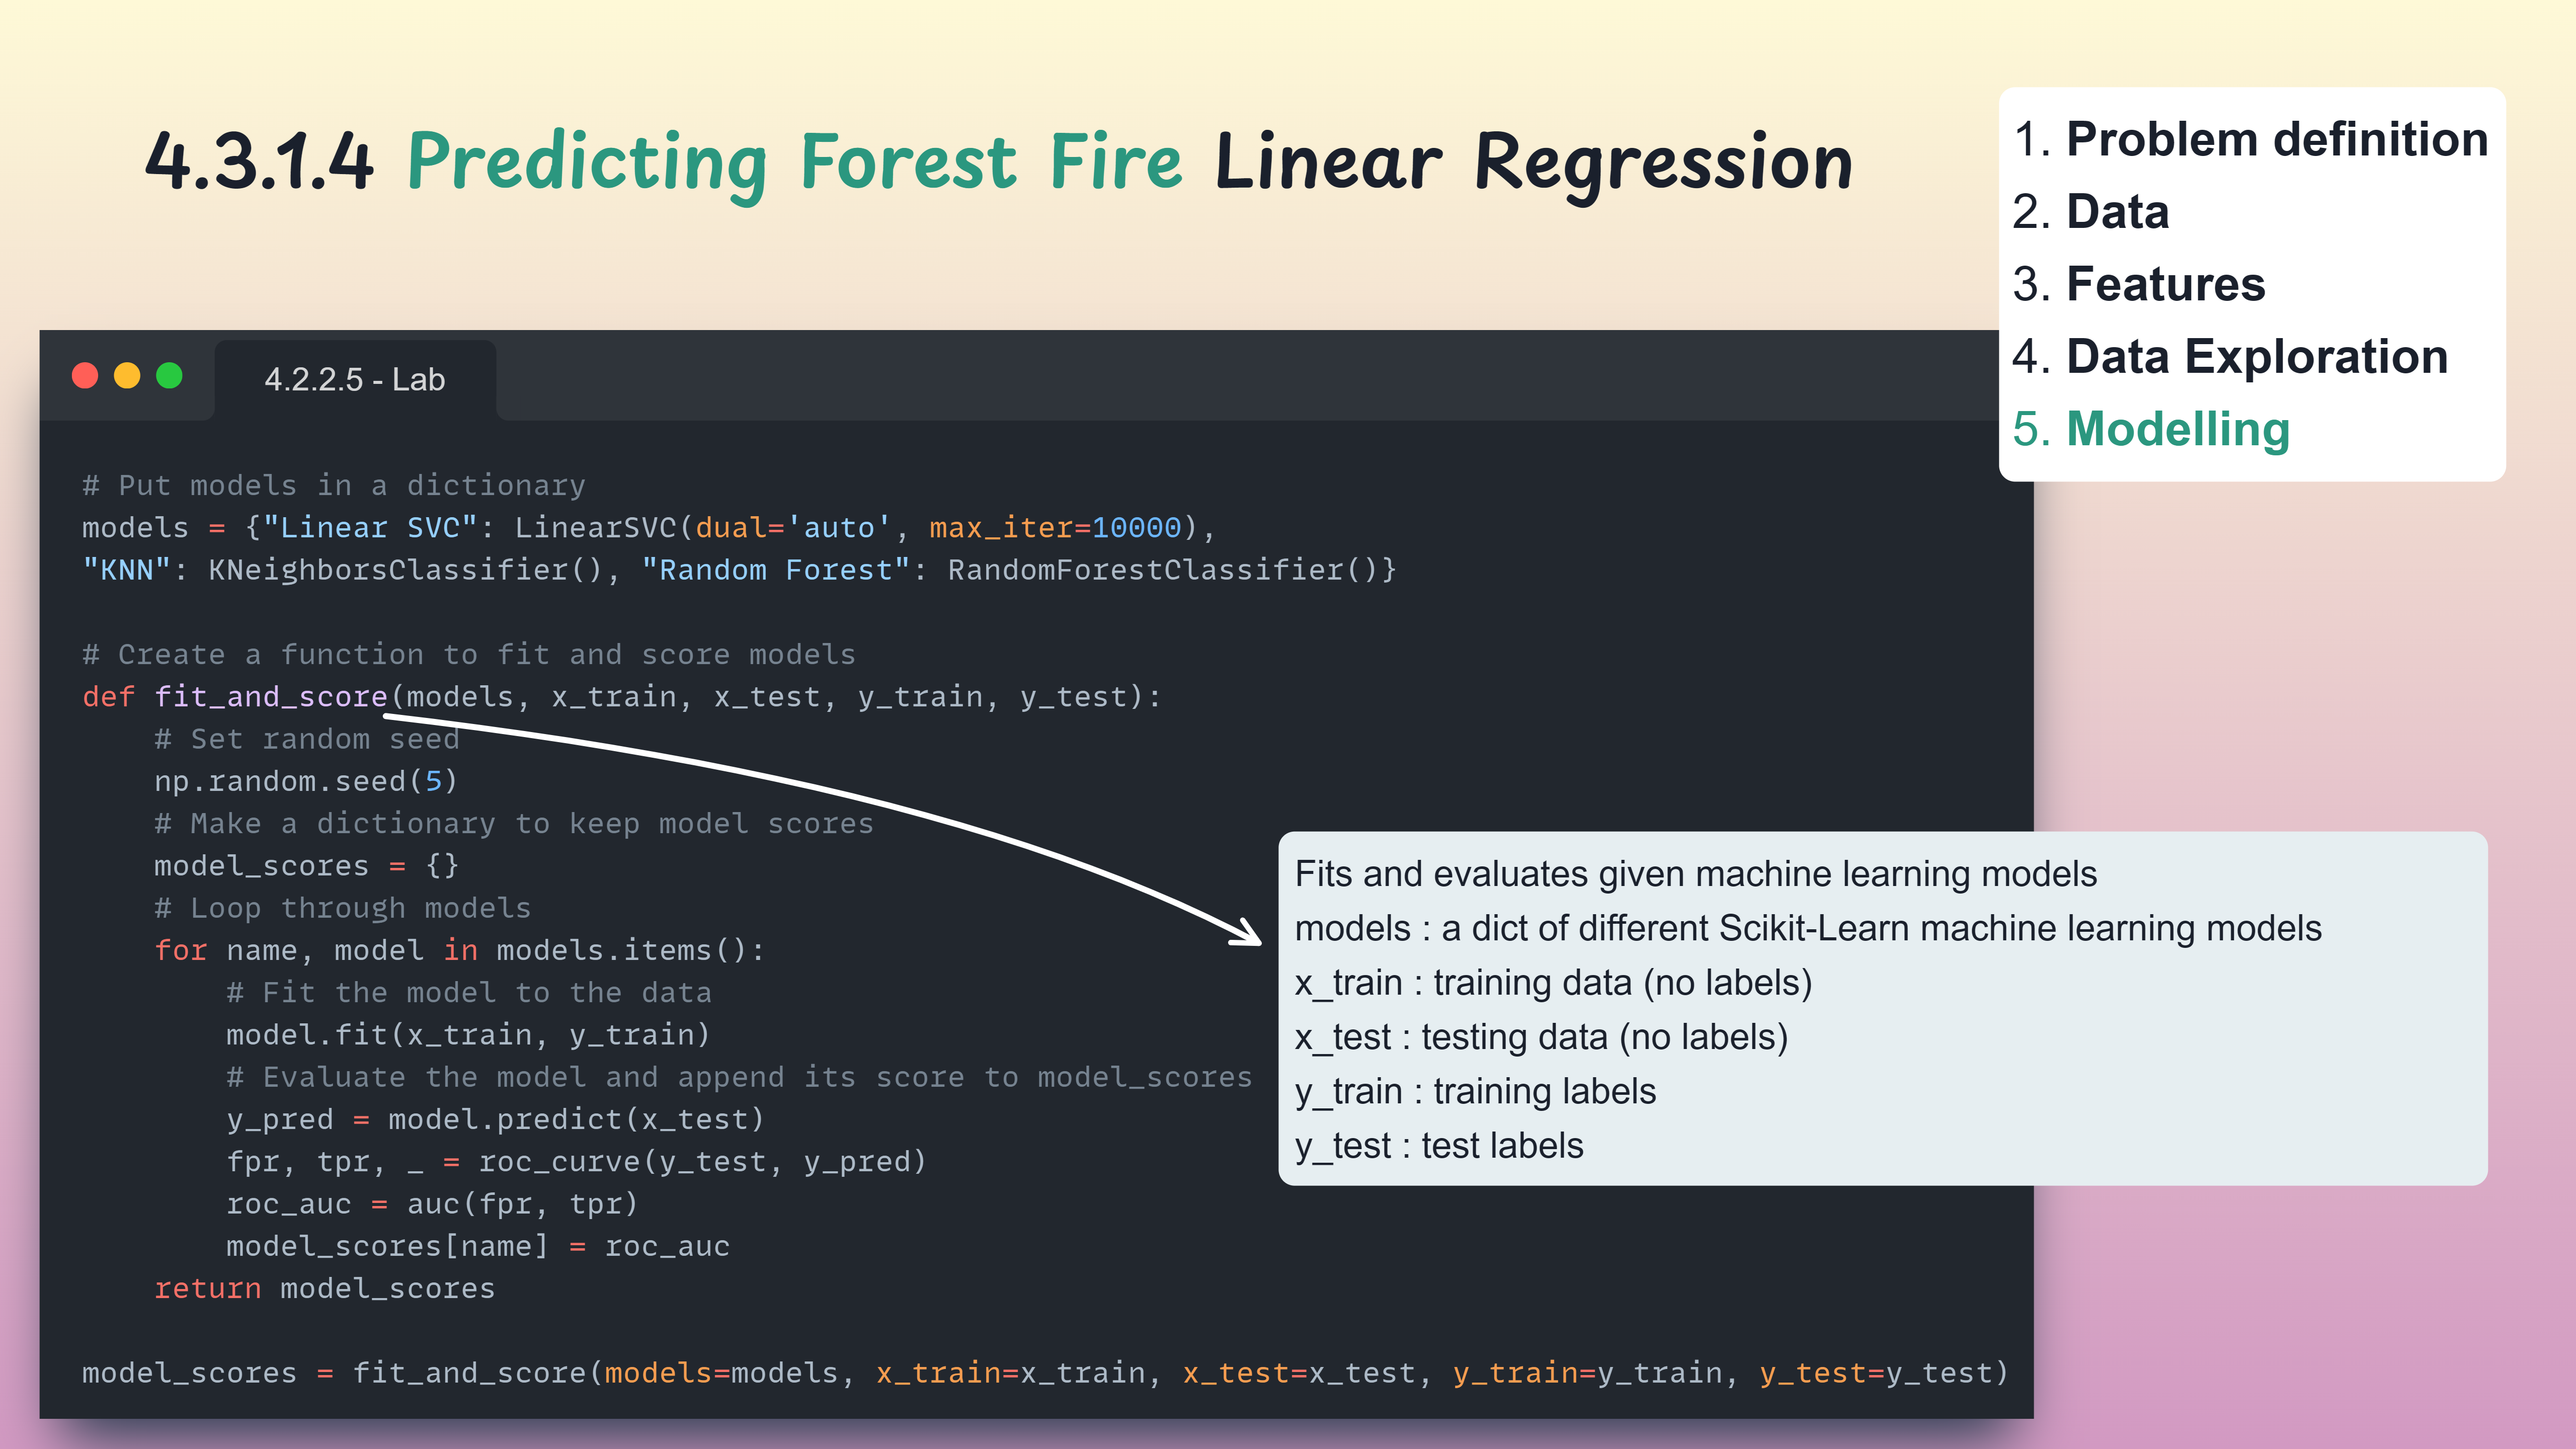 4.3.1.4 Predicting Forest Fire Linear Regression
1. Problem definition
2. Data
3. Features
4. Data Exploration
5. Modelling
4.2.2.5 - Lab
# Put models in a dictionary
models = {"Linear SVC": LinearSVC(dual='auto', max_iter=10000),
"KNN": KNeighborsClassifier(), "Random Forest": RandomForestClassifier()}
# Create a function to fit and score models
def fit_and_score(models, x_train, x_test, y_train, y_test):
    # Set random seed
    np.random.seed(5)
    # Make a dictionary to keep model scores
    model_scores = {}
    # Loop through models
    for name, model in models.items():
        # Fit the model to the data
        model.fit(x_train, y_train)
        # Evaluate the model and append its score to model_scores
        y_pred = model.predict(x_test)
        fpr, tpr, _ = roc_curve(y_test, y_pred)
        roc_auc = auc(fpr, tpr)
        model_scores[name] = roc_auc
    return model_scores
model_scores = fit_and_score(models=models, x_train=x_train, x_test=x_test, y_train=y_train, y_test=y_test)
Fits and evaluates given machine learning models
models : a dict of different Scikit-Learn machine learning models
x_train : training data (no labels)
x_test : testing data (no labels)
y_train : training labels
y_test : test labels